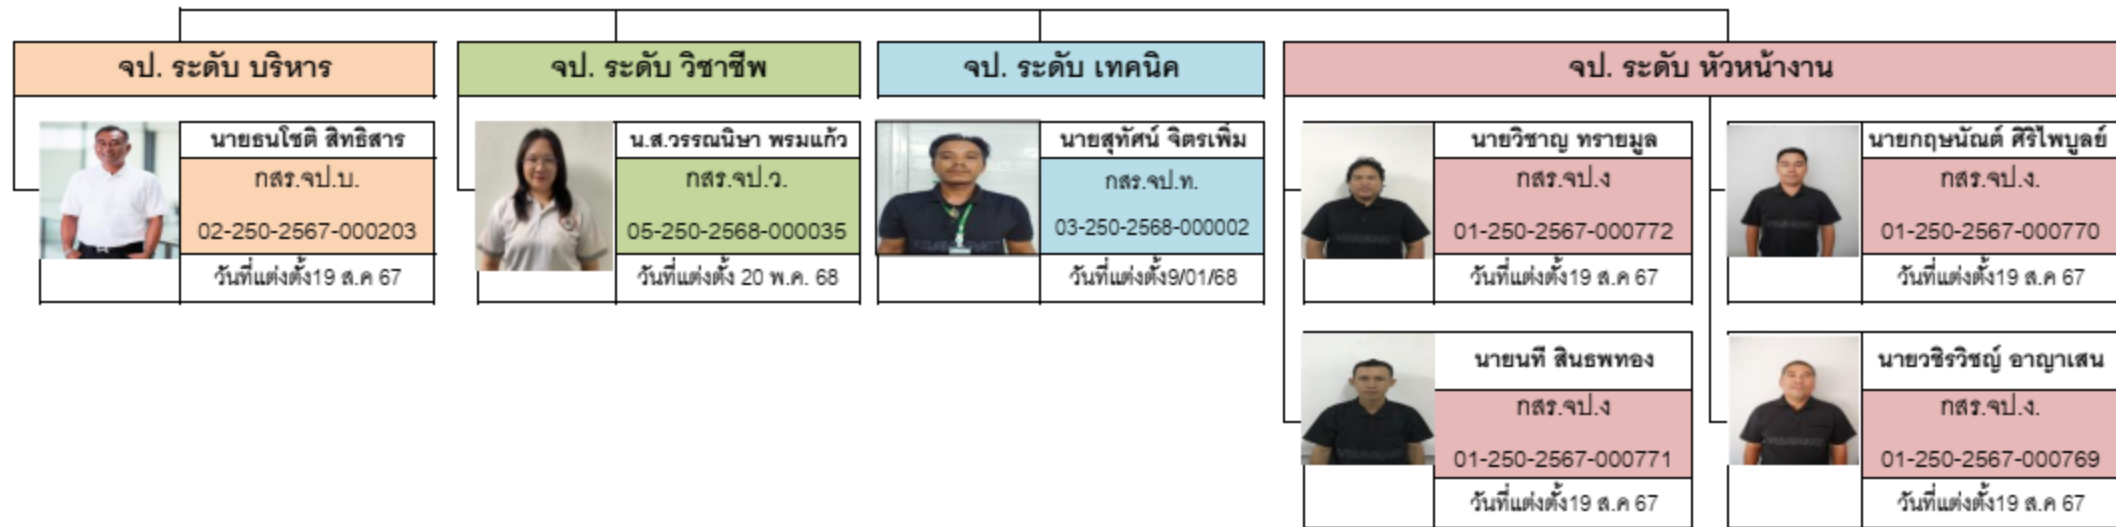 จป. ระดับ บริหาร
นายธนโชติ สิทธิสาร
กสร.จป.บ.
02-250-2567-000203
วันที่แต่งตั้ง19 ส.ค 67
จป. ระดับ วิชาชีพ
น.ส.วรรณนิษา พรมแก้ว
กสร.จป.ว.
05-250-2568-000035
วันที่แต่งตั้ง 20 พ.ค. 68
จป. ระดับ เทคนิค
นายสุทัศน์ จิตรเพิ่ม
กสร.จป.ท.
03-250-2568-000002
วันที่แต่งตั้ง9/01/68
จป. ระดับ หัวหน้างาน
นายวิชาญ ทรายมูล
กสร.จป.ง
01-250-2567-000772
วันที่แต่งตั้ง19 ส.ค 67
นายกฤษนัณต์ ศิริไพบูลย์
กสร.จป.ง.
01-250-2567-000770
วันที่แต่งตั้ง19 ส.ค 67
นายนที สินธพทอง
กสร.จป.ง
01-250-2567-000771
วันที่แต่งตั้ง19 ส.ค 67
นายวชิรวิชญ์ อาญาเสน
กสร.จป.ง.
01-250-2567-000769
วันที่แต่งตั้ง19 ส.ค 67